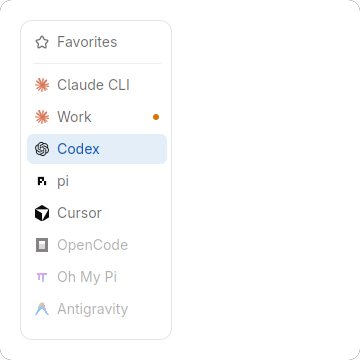 Favorites
Claude CLI
Work
Codex
pi
Cursor
OpenCode
Oh My Pi
Antigravity